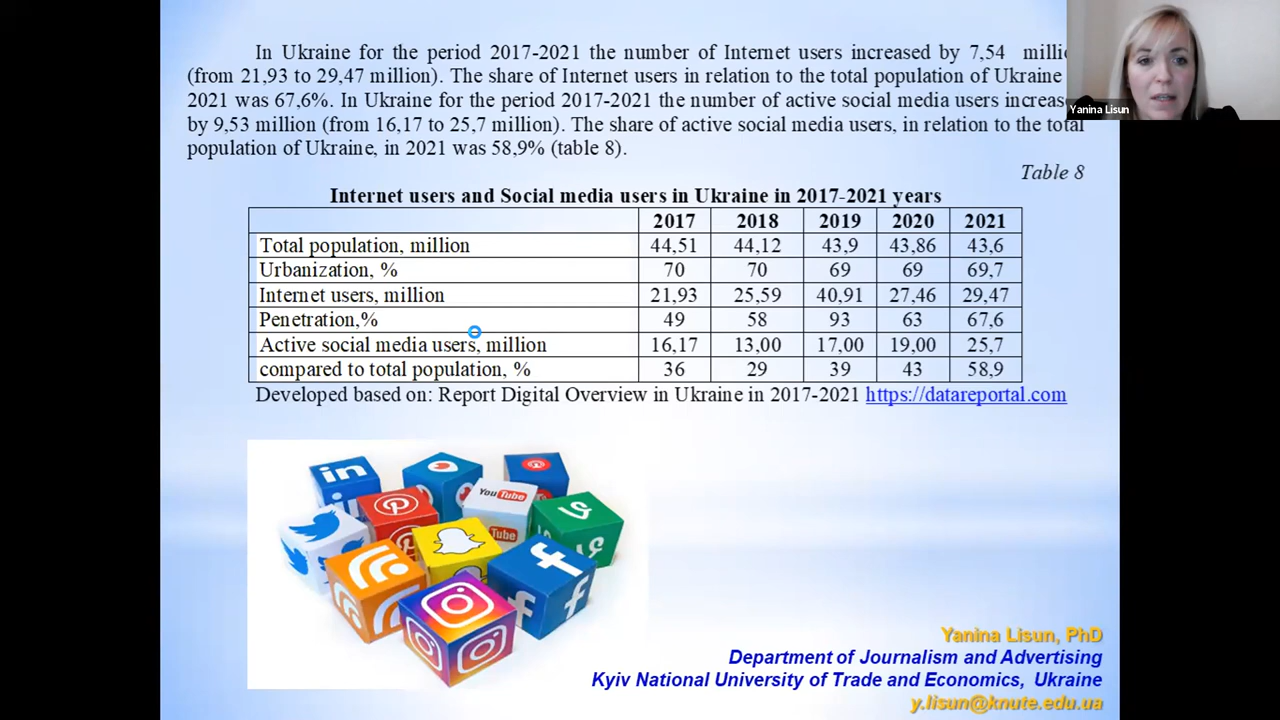 In Ukraine for the period 2017-2021 the number of Internet users increased by 7,54
(from 21,93 to 29,47 million). The share of Internet users in relation to the total population of Ukraine
2021 was 67,6%. In Ukraine for the period 2017-2021 the number of active social media users
by 9,53 million (from 16,17 to 25,7 million). The share of active social media users, in relation to the total
population of Ukraine, in 2021 was 58,9% (table 8).
Yanina Lisun
Table 8
Internet users and Social media users in Ukraine in 2017-2021 years
2017 2018 2019 2020 2021
Total population, million 44,51 44,12 43,9 43,86 43,6
Urbanization, % 70 70 69 69 69,7
Internet users, million 21,93 25,59 40,91 27,46 29,47
Penetration,% 49 58 93 63 67,6
Active social media users, million 16,17 13,00 17,00 19,00 25,7
compared to total population, % 36 29 39 43 58,9
Developed based on: Report Digital Overview in Ukraine in 2017-2021 https://datareportal.com
in
You Tube
Tube
Yanina Lisun, PhD
Department of Journalism and Advertising
Kyiv National University of Trade and Economics, Ukraine
y.lisun@knute.edu.ua